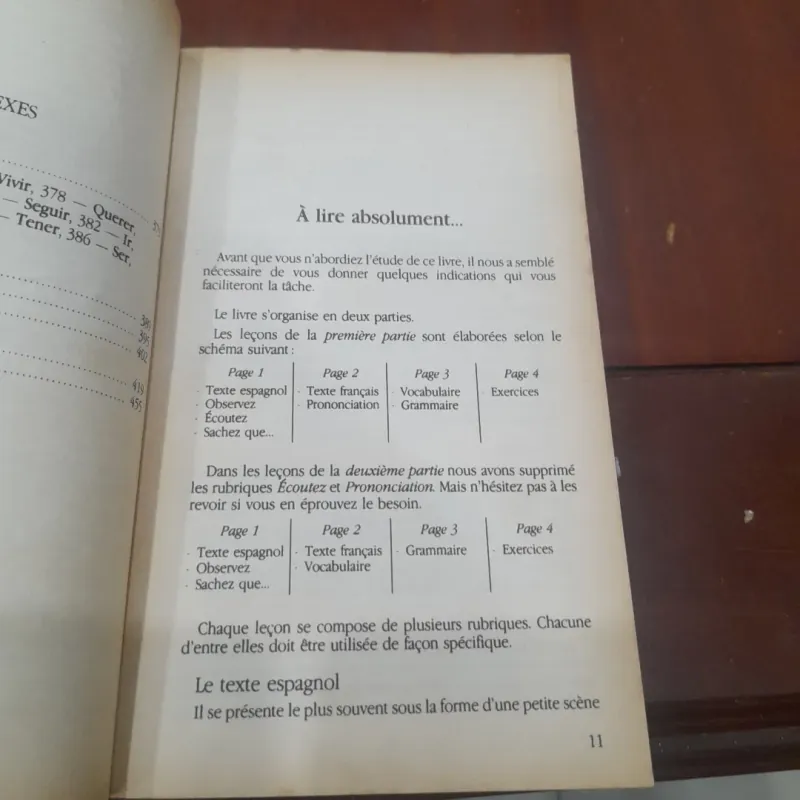 EXES
Vivir, 378 — Querer,
— Seguir, 382 — Ir,
— Tener, 386 — Ser,
395
402
419
455
À lire absolument...
Avant que vous n'abordiez l'étude de ce livre, il nous a semblé
nécessaire de vous donner quelques indications qui vous
faciliteront la tâche.
Le livre s'organise en deux parties.
Les leçons de la première partie sont élaborées selon le
schéma suivant :
Page 1 Page 2 Page 3 Page 4
· Texte espagnol · Texte français · Vocabulaire · Exercices
· Observez · Prononciation · Grammaire
· Écoutez
· Sachez que...
Dans les leçons de la deuxième partie nous avons supprimé
les rubriques Écoutez et Prononciation. Mais n'hésitez pas à les
revoir si vous en éprouvez le besoin.
Page 1 Page 2 Page 3 Page 4
· Texte espagnol · Texte français · Grammaire · Exercices
· Observez · Vocabulaire
· Sachez que...
Chaque leçon se compose de plusieurs rubriques. Chacune
d'entre elles doit être utilisée de façon spécifique.
Le texte espagnol
Il se présente le plus souvent sous la forme d'une petite scène
11